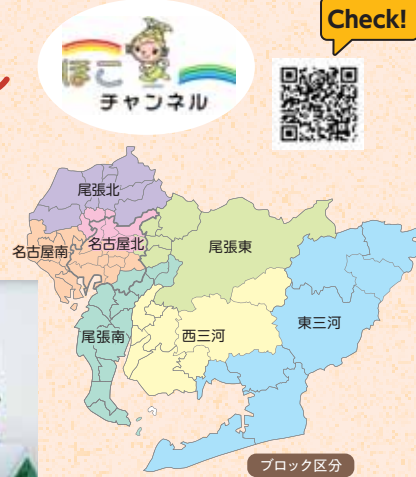 Check!
ほこ
チャンネル
尾張北
名古屋南
名古屋北
尾張東
尾張南
西三河
東三河
ブロック区分